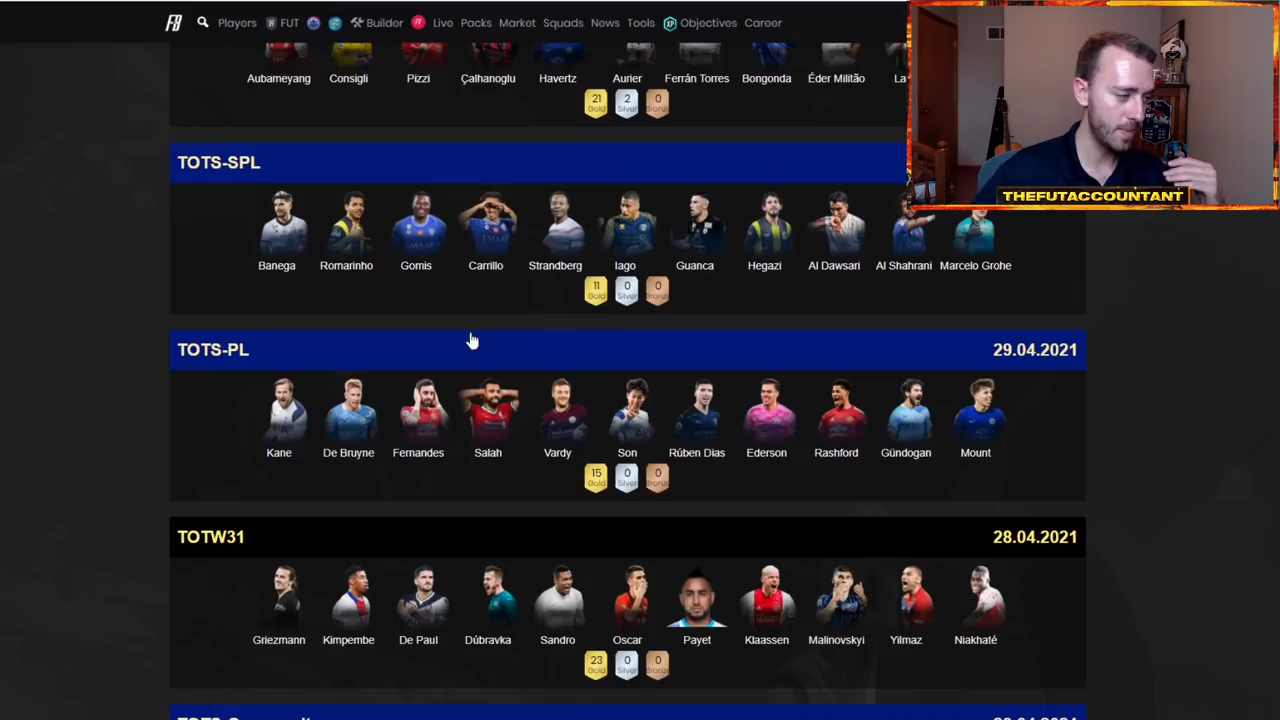 FB Players FUT Builder Live Packs Market Squads News Tools XP Objectives Career
Aubameyang Consigli Pizzi Çalhanoglu Havertz Aurier Ferrán Torres Bongonda Éder Militão La
21 Gold 2 Silver 0 Bronze
THEFUTACCOUNTANT
TOTS-SPL
Banega Romarinho Gomis Carrillo Strandberg Iago Guanca Hegazi Al Dawsari Al Shahrani Marcelo Grohe
11 Gold 0 Silver 0 Bronze
TOTS-PL 29.04.2021
Kane De Bruyne Fernandes Salah Vardy Son Rúben Dias Ederson Rashford Gündogan Mount
15 Gold 0 Silver 0 Bronze
TOTW31 28.04.2021
Griezmann Kimpembe De Paul Dúbravka Sandro Oscar Payet Klaassen Malinovskyi Yilmaz Niakhaté
23 Gold 0 Silver 0 Bronze